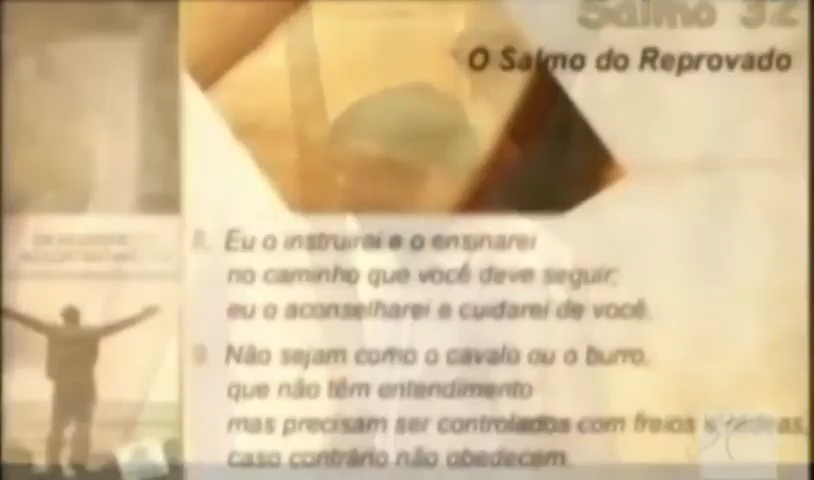 Salmo 32
O Salmo do Reprovado
8. Eu o instruirei e o ensinarei
no caminho que você deve seguir;
eu o aconselharei e cuidarei de você.
9. Não sejam como o cavalo ou o burro,
que não têm entendimento
mas precisam ser controlados com freios e rédeas,
caso contrário não obedecem.